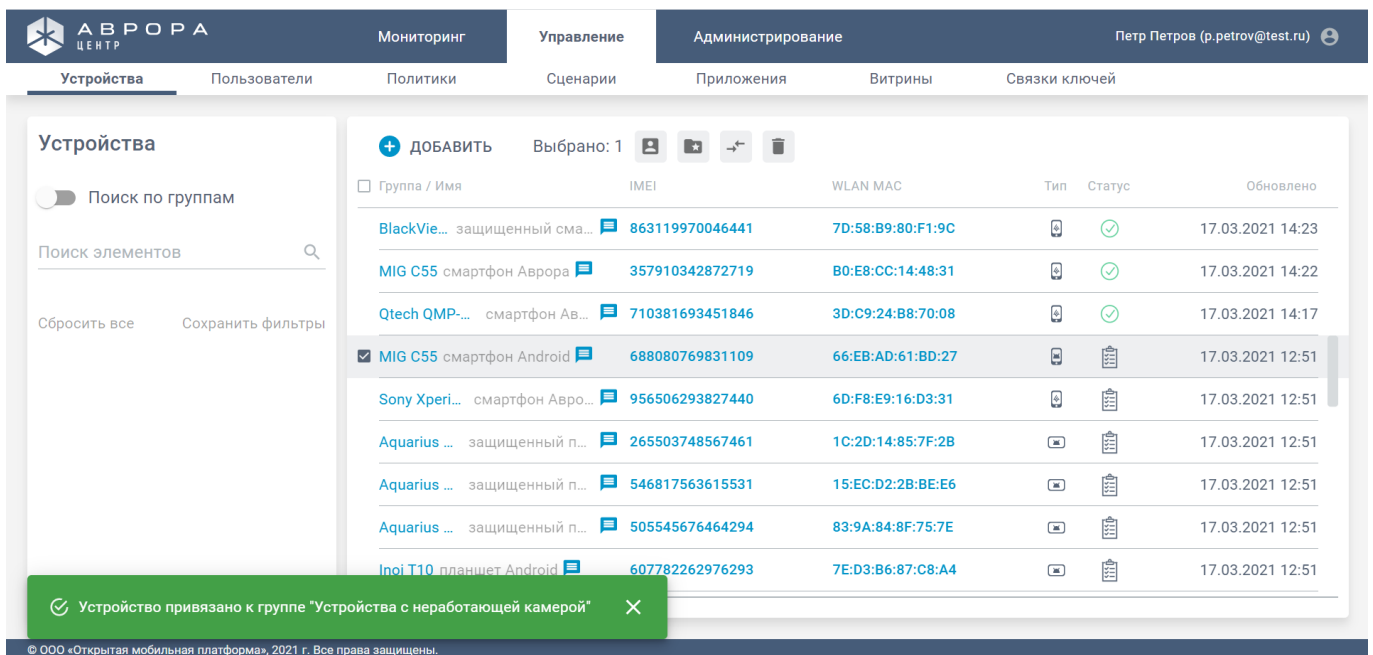 АВРОРА
ЦЕНТР
Мониторинг Управление Администрирование Петр Петров (p.petrov@test.ru)
Устройства Пользователи Политики Сценарии Приложения Витрины Связки ключей
Устройства
Поиск по группам
Поиск элементов
Сбросить все Сохранить фильтры
ДОБАВИТЬ Выбрано: 1
Группа / Имя IMEI WLAN MAC Тип Статус Обновлено
BlackVie... защищенный сма... 863119970046441 7D:58:B9:80:F1:9C 17.03.2021 14:23
MIG C55 смартфон Аврора 357910342872719 B0:E8:CC:14:48:31 17.03.2021 14:22
Qtech QMP-... смартфон Ав... 710381693451846 3D:C9:24:B8:70:08 17.03.2021 14:17
MIG C55 смартфон Android 688080769831109 66:EB:AD:61:BD:27 17.03.2021 12:51
Sony Xperi... смартфон Авро... 956506293827440 6D:F8:E9:16:D3:31 17.03.2021 12:51
Aquarius ... защищенный п... 265503748567461 1C:2D:14:85:7F:2B 17.03.2021 12:51
Aquarius ... защищенный п... 546817563615531 15:EC:D2:2B:BE:E6 17.03.2021 12:51
Aquarius ... защищенный п... 505545676464294 83:9A:84:8F:75:7E 17.03.2021 12:51
Inoi T10 планшет Android 607782262976293 7E:D3:B6:87:C8:A4 17.03.2021 12:51
Устройство привязано к группе "Устройства с неработающей камерой"
© ООО «Открытая мобильная платформа», 2021 г. Все права защищены.